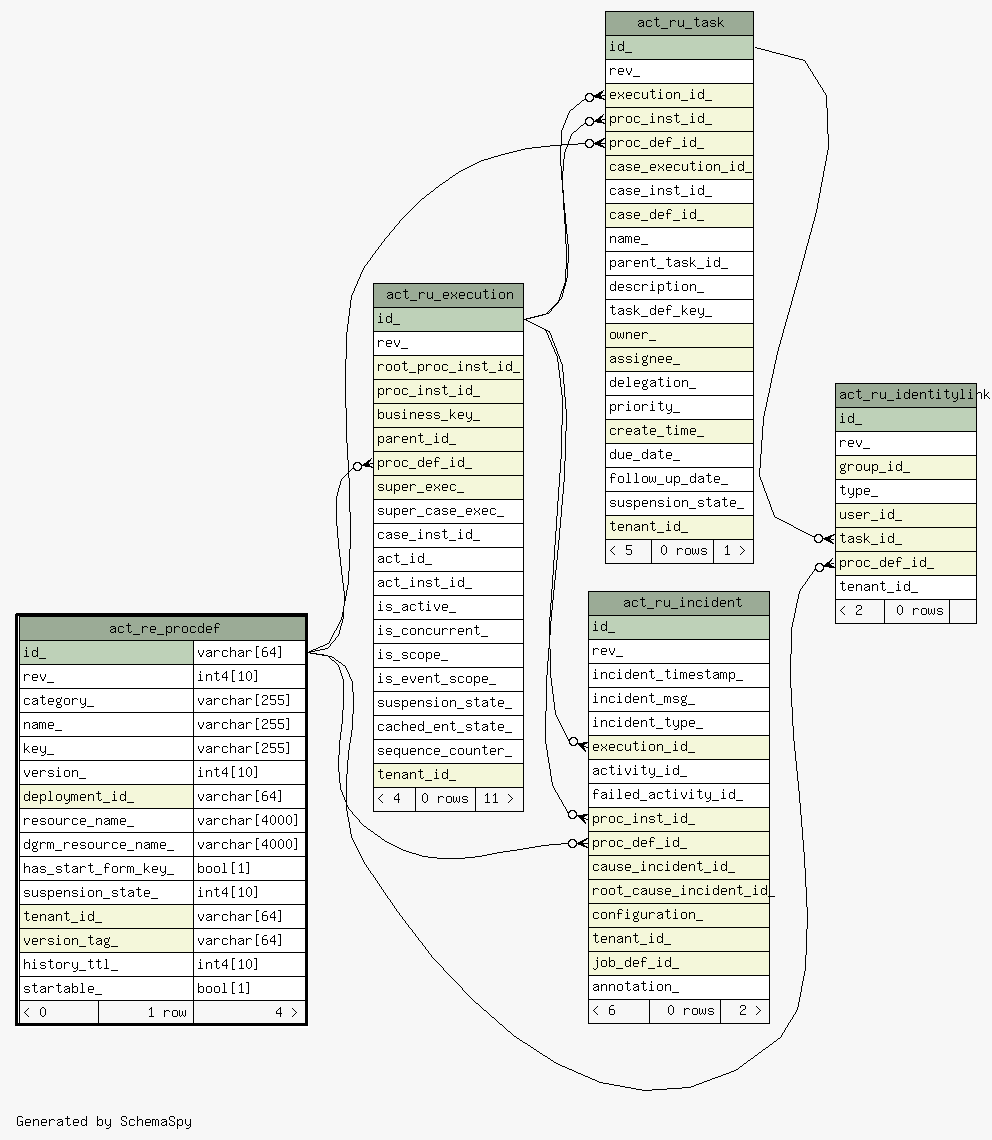 act_ru_task
id_
rev_
execution_id_
proc_inst_id_
proc_def_id_
case_execution_id_
case_inst_id_
case_def_id_
name_
parent_task_id_
description_
task_def_key_
owner_
assignee_
delegation_
priority_
create_time_
due_date_
follow_up_date_
suspension_state_
tenant_id_
< 5 0 rows 1 >
act_ru_execution
id_
rev_
root_proc_inst_id_
proc_inst_id_
business_key_
parent_id_
proc_def_id_
super_exec_
super_case_exec_
case_inst_id_
act_id_
act_inst_id_
is_active_
is_concurrent_
is_scope_
is_event_scope_
suspension_state_
cached_ent_state_
sequence_counter_
tenant_id_
< 4 0 rows 11 >
act_ru_identitylink
id_
rev_
group_id_
type_
user_id_
task_id_
proc_def_id_
tenant_id_
< 2 0 rows
act_ru_incident
id_
rev_
incident_timestamp_
incident_msg_
incident_type_
execution_id_
activity_id_
failed_activity_id_
proc_inst_id_
proc_def_id_
cause_incident_id_
root_cause_incident_id_
configuration_
tenant_id_
job_def_id_
annotation_
< 6 0 rows 2 >
act_re_procdef
id_ varchar[64]
rev_ int4[10]
category_ varchar[255]
name_ varchar[255]
key_ varchar[255]
version_ int4[10]
deployment_id_ varchar[64]
resource_name_ varchar[4000]
dgrm_resource_name_ varchar[4000]
has_start_form_key_ bool[1]
suspension_state_ int4[10]
tenant_id_ varchar[64]
version_tag_ varchar[64]
history_ttl_ int4[10]
startable_ bool[1]
< 0 1 row 4 >
Generated by SchemaSpy